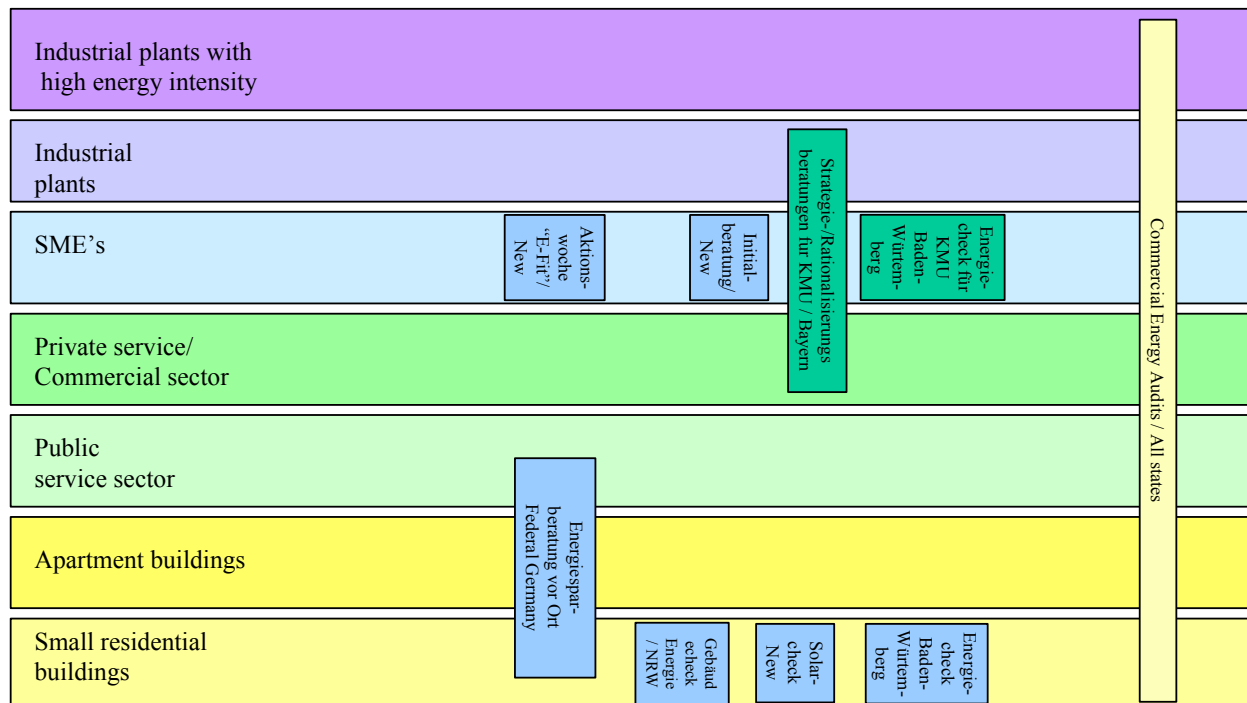 Industrial plants with
high energy intensity
Industrial
plants
SME's
Private service/
Commercial sector
Public
service sector
Apartment buildings
Small residential
buildings
Aktions-
woche
“E-Fit”/
New
Initial-
beratung/
New
Strategie-/Rationalisierungs
beratungen fur KMU / Bayern
Energie-
check für
KMU
Baden-
Würtem-
berg
Commercial Energy Audits / All states
Energiespar-
beratung vor Ort
Federal Germany
Gebäud
echeck
Energie
/ NRW
Solar-
check
New
Energie-
check
Baden-
Würtem-
berg